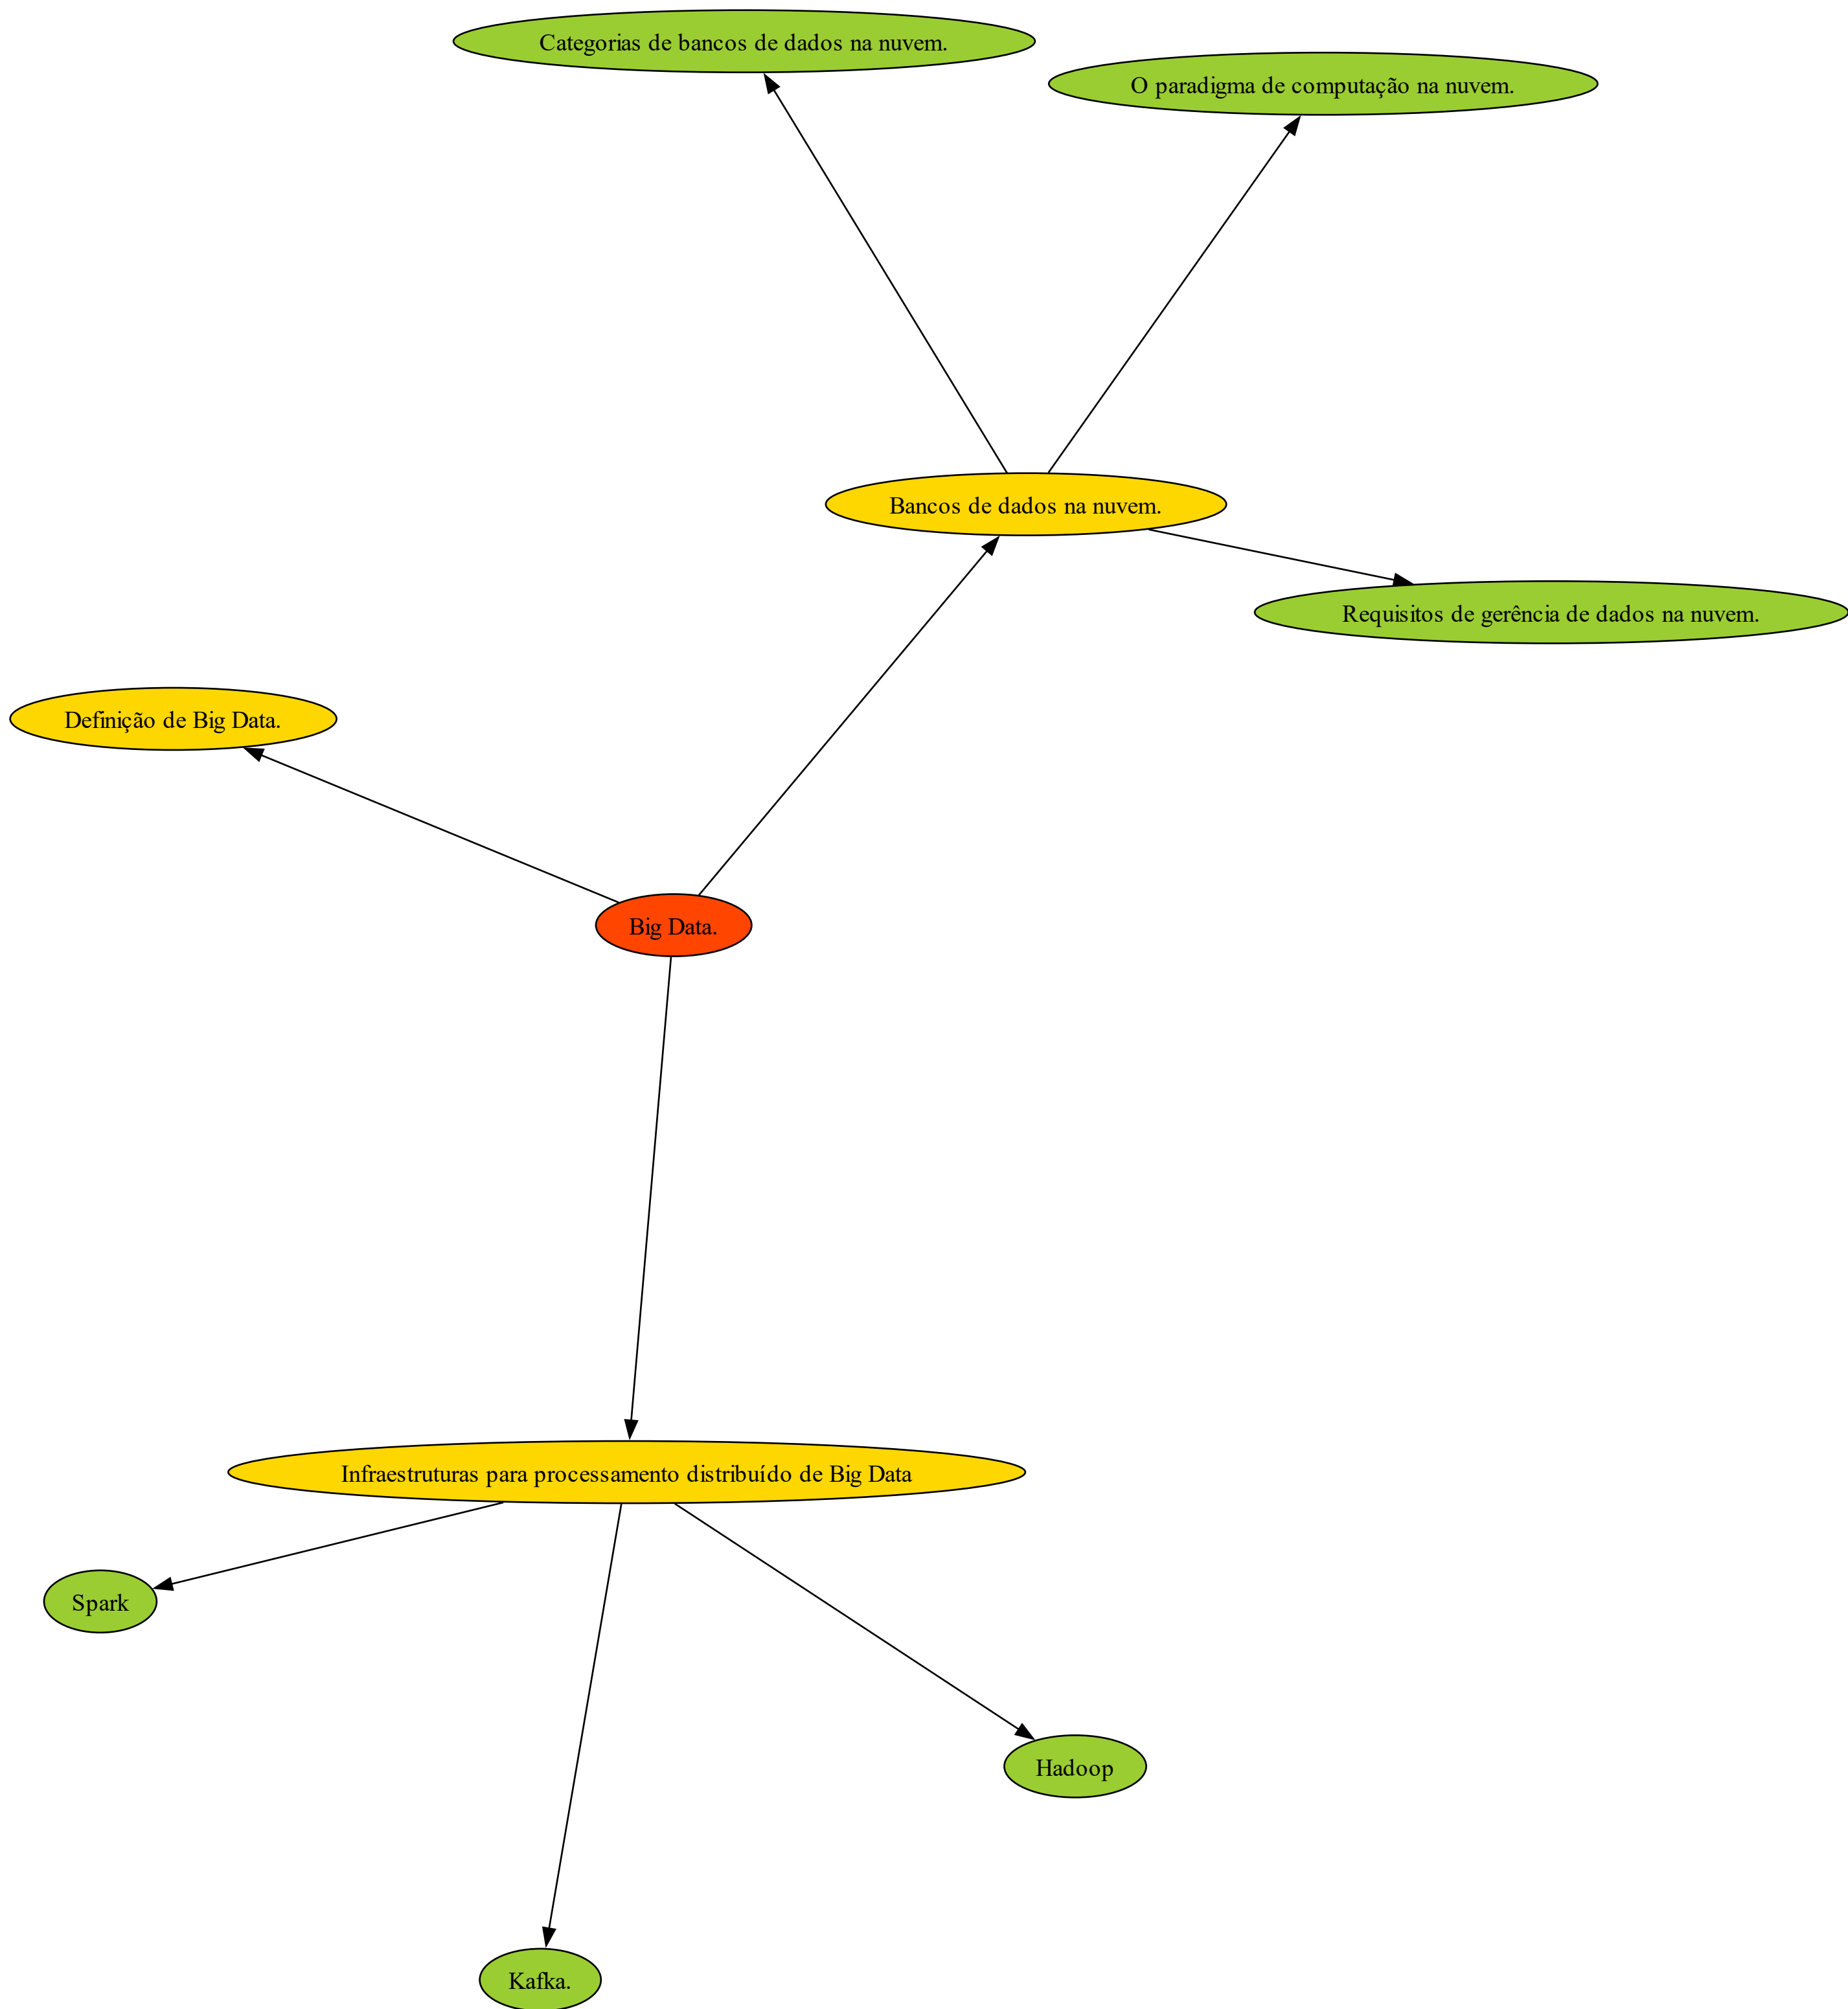 Categorias de bancos de dados na nuvem.
O paradigma de computação na nuvem.
Bancos de dados na nuvem.
Requisitos de gerência de dados na nuvem.
Definição de Big Data.
Big Data.
Infraestruturas para processamento distribuído de Big Data
Spark
Hadoop
Kafka.